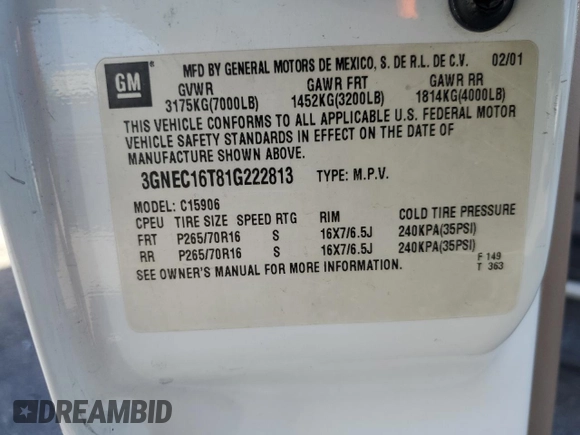 GM
MFD BY GENERAL MOTORS DE MEXICO, S. DE R.L. DE C.V. 02/01
GVWR GAWR FRT GAWR RR
3175KG(7000LB) 1452KG(3200LB) 1814KG(4000LB)
THIS VEHICLE CONFORMS TO ALL APPLICABLE U.S. FEDERAL MOTOR
VEHICLE SAFETY STANDARDS IN EFFECT ON THE DATE OF
MANUFACTURE SHOWN ABOVE.
3GNEC16T81G222813 TYPE: M.P.V.
MODEL: C15906
CPEU TIRE SIZE SPEED RTG RIM COLD TIRE PRESSURE
FRT P265/70R16 S 16X7/6.5J 240KPA(35PSI)
RR P265/70R16 S 16X7/6.5J 240KPA(35PSI)
SEE OWNER'S MANUAL FOR MORE INFORMATION.
F 149
T 363
DREAMBID